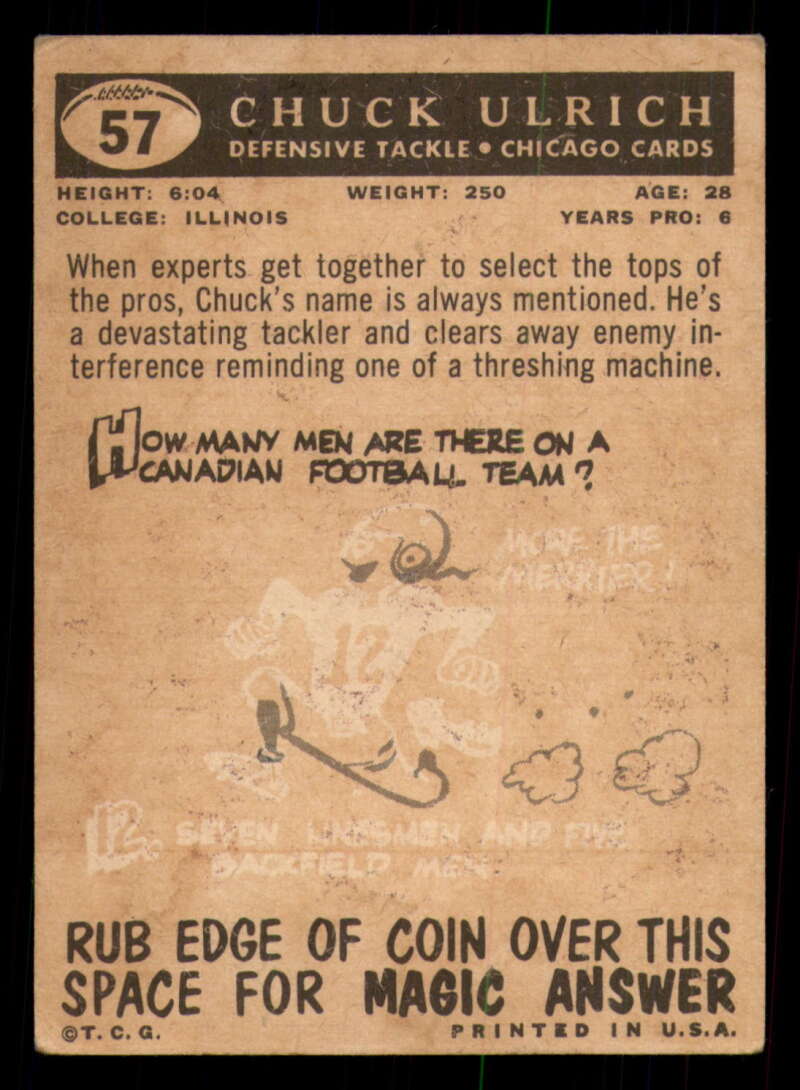 57
CHUCK ULRICH
DEFENSIVE TACKLE • CHICAGO CARDS
HEIGHT: 6:04 WEIGHT: 250 AGE: 28
COLLEGE: ILLINOIS YEARS PRO: 6
When experts get together to select the tops of
the pros, Chuck's name is always mentioned. He's
a devastating tackler and clears away enemy in-
terference reminding one of a threshing machine.
HOW MANY MEN ARE THERE ON A
CANADIAN FOOTBALL TEAM?
MORE THE
MERRIER!
12
12. SEVEN LINESMEN AND FIVE
BACKFIELD MEN
RUB EDGE OF COIN OVER THIS
SPACE FOR MAGIC ANSWER
©T. C. G. PRINTED IN U.S.A.